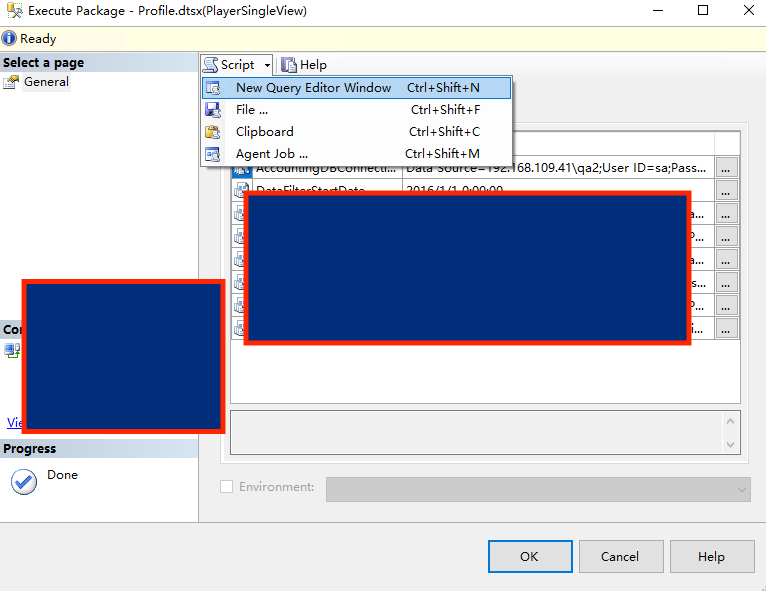 Execute Package - Profile.dtsx(PlayerSingleView)
Ready
Select a page
General
Script
Help
New Query Editor Window Ctrl+Shift+N
File ... Ctrl+Shift+F
Clipboard Ctrl+Shift+C
Agent Job ... Ctrl+Shift+M
AccountingDBConnecti... Data Source=192.168.109.41\qa2;User ID=sa;Pass... ...
DataFilterStartDate 2016/1/1 0:00:00 ...
a... ...
P... ...
a... ...
s... ...
P... ...
i... ...
Progress
Done
Environment:
OK
Cancel
Help